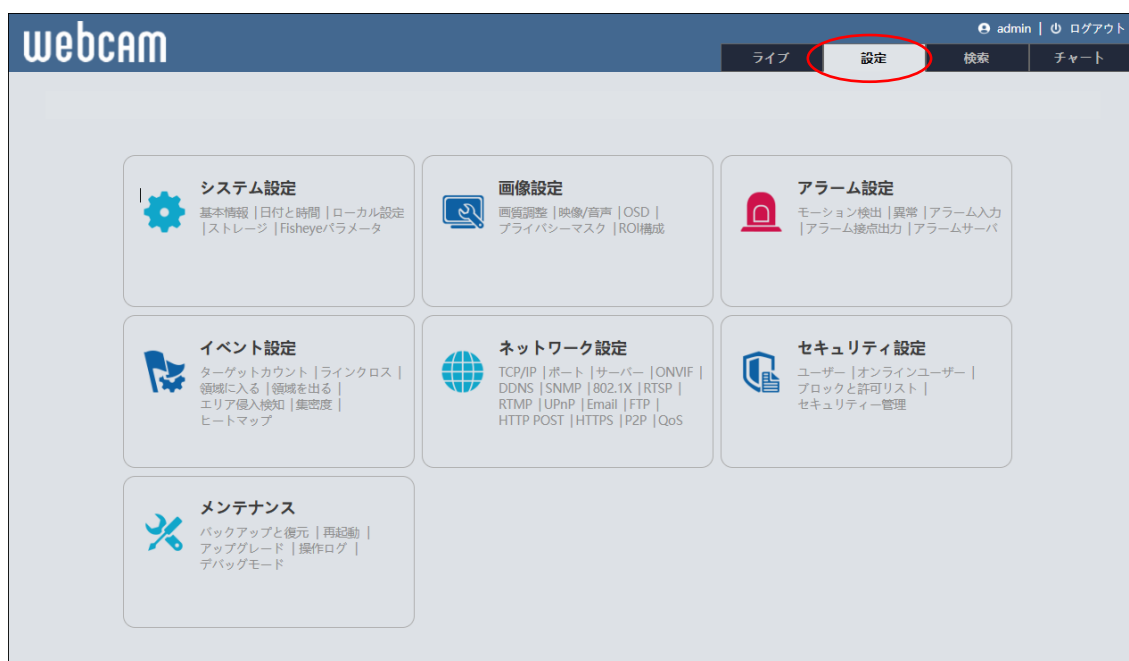 webcam
admin | ログアウト
ライブ 設定 検索 チャート
システム設定
基本情報 | 日付と時間 | ローカル設定
| ストレージ | Fisheyeパラメータ
画像設定
画質調整 | 映像/音声 | OSD |
プライバシーマスク | ROI構成
アラーム設定
モーション検出 | 異常 | アラーム入力
| アラーム接点出力 | アラームサーバ
イベント設定
ターゲットカウント | ラインクロス |
領域に入る | 領域を出る |
エリア侵入検知 | 集密度 |
ヒートマップ
ネットワーク設定
TCP/IP | ポート | サーバー | ONVIF |
DDNS | SNMP | 802.1X | RTSP |
RTMP | UPnP | Email | FTP |
HTTP POST | HTTPS | P2P | QoS
セキュリティ設定
ユーザー | オンラインユーザー |
ブロックと許可リスト |
セキュリティー管理
メンテナンス
バックアップと復元 | 再起動 |
アップグレード | 操作ログ |
デバッグモード